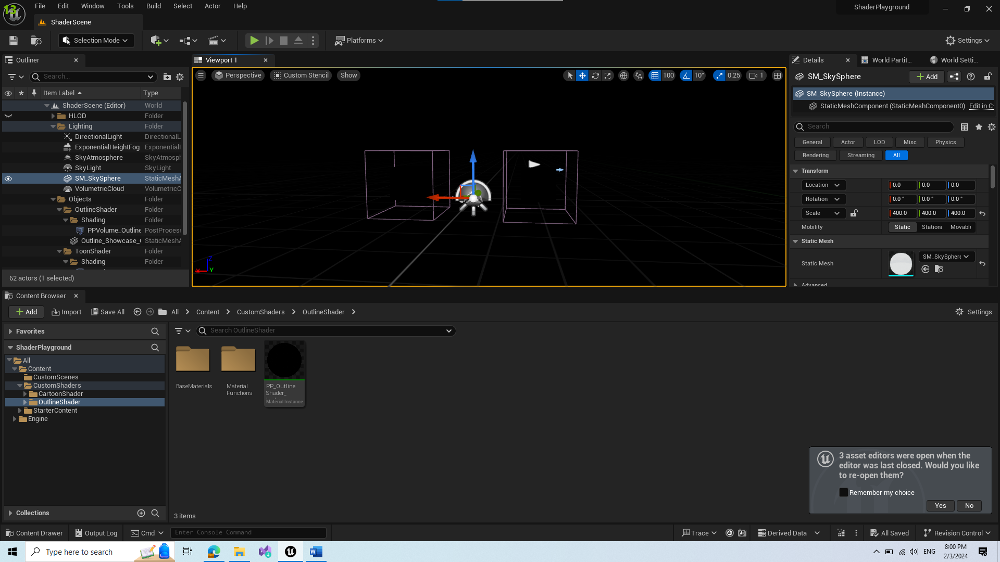 File Edit Window Tools Build Select Actor Help
ShaderPlayground
ShaderScene
Selection Mode
Platforms
Settings
Outliner
Viewport 1
Details
World Partit...
World Setti...
Search...
Perspective
Custom Stencil
Show
100
10°
0.25
1
SM_SkySphere
Add
Item Label
Type
SM_SkySphere (Instance)
StaticMeshComponent (StaticMeshComponent0)
Edit in C
ShaderScene (Editor) World
HLOD Folder
Lighting Folder
DirectionalLight DirectionalL
ExponentialHeightFog Exponential
SkyAtmosphere SkyAtmosph
SkyLight SkyLight
SM_SkySphere StaticMeshA
VolumetricCloud VolumetricC
Objects Folder
OutlineShader Folder
Shading Folder
PPVolume_Outline PostProces
Outline_Showcase_ StaticMeshA
ToonShader Folder
Shading Folder
62 actors (1 selected)
Search
General Actor LOD Misc Physics
Rendering Streaming All
Transform
Location 0.0 0.0 0.0
Rotation 0.0° 0.0° 0.0°
Scale 400.0 400.0 400.0
Mobility Static Stationa Movable
Static Mesh
Static Mesh SM_SkySphere
Advanced
Z
X
Y
Content Browser
Add Import Save All All Content CustomShaders OutlineShader Settings
Favorites
Search OutlineShader
ShaderPlayground
All
Content
CustomScenes
CustomShaders
CartoonShader
OutlineShader
StarterContent
Engine
BaseMaterials
Material
Functions
PP_Outline
Shader_
Material Instance
3 asset editors were open when the
editor was last closed. Would you like
to re-open them?
Remember my choice
Yes No
Collections
3 items
Content Drawer Output Log Cmd Enter Console Command Trace Derived Data All Saved Revision Control
Type here to search
ENG
8:00 PM
2/3/2024